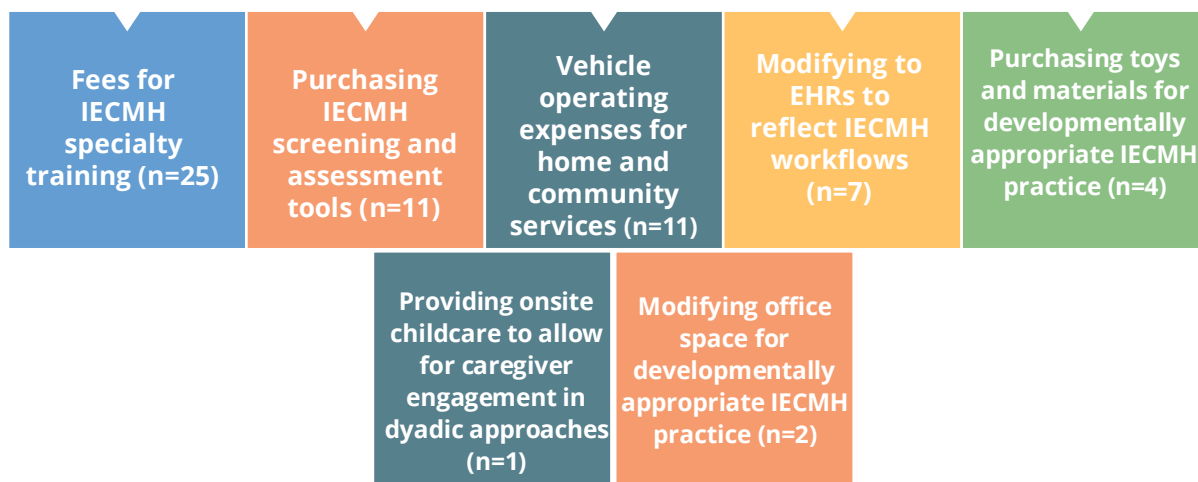 Fees for
IECMH
specialty
training (n=25)
Purchasing
IECMH
screening and
assessment
tools (n=11)
Vehicle
operating
expenses for
home and
community
services (n=11)
Modifying to
EHRs to
reflect IECMH
workflows
(n=7)
Purchasing toys
and materials for
developmentally
appropriate IECMH
practice (n=4)
Providing onsite
childcare to allow
for caregiver
engagement in
dyadic approaches
(n=1)
Modifying office
space for
developmentally
appropriate IECMH
practice (n=2)